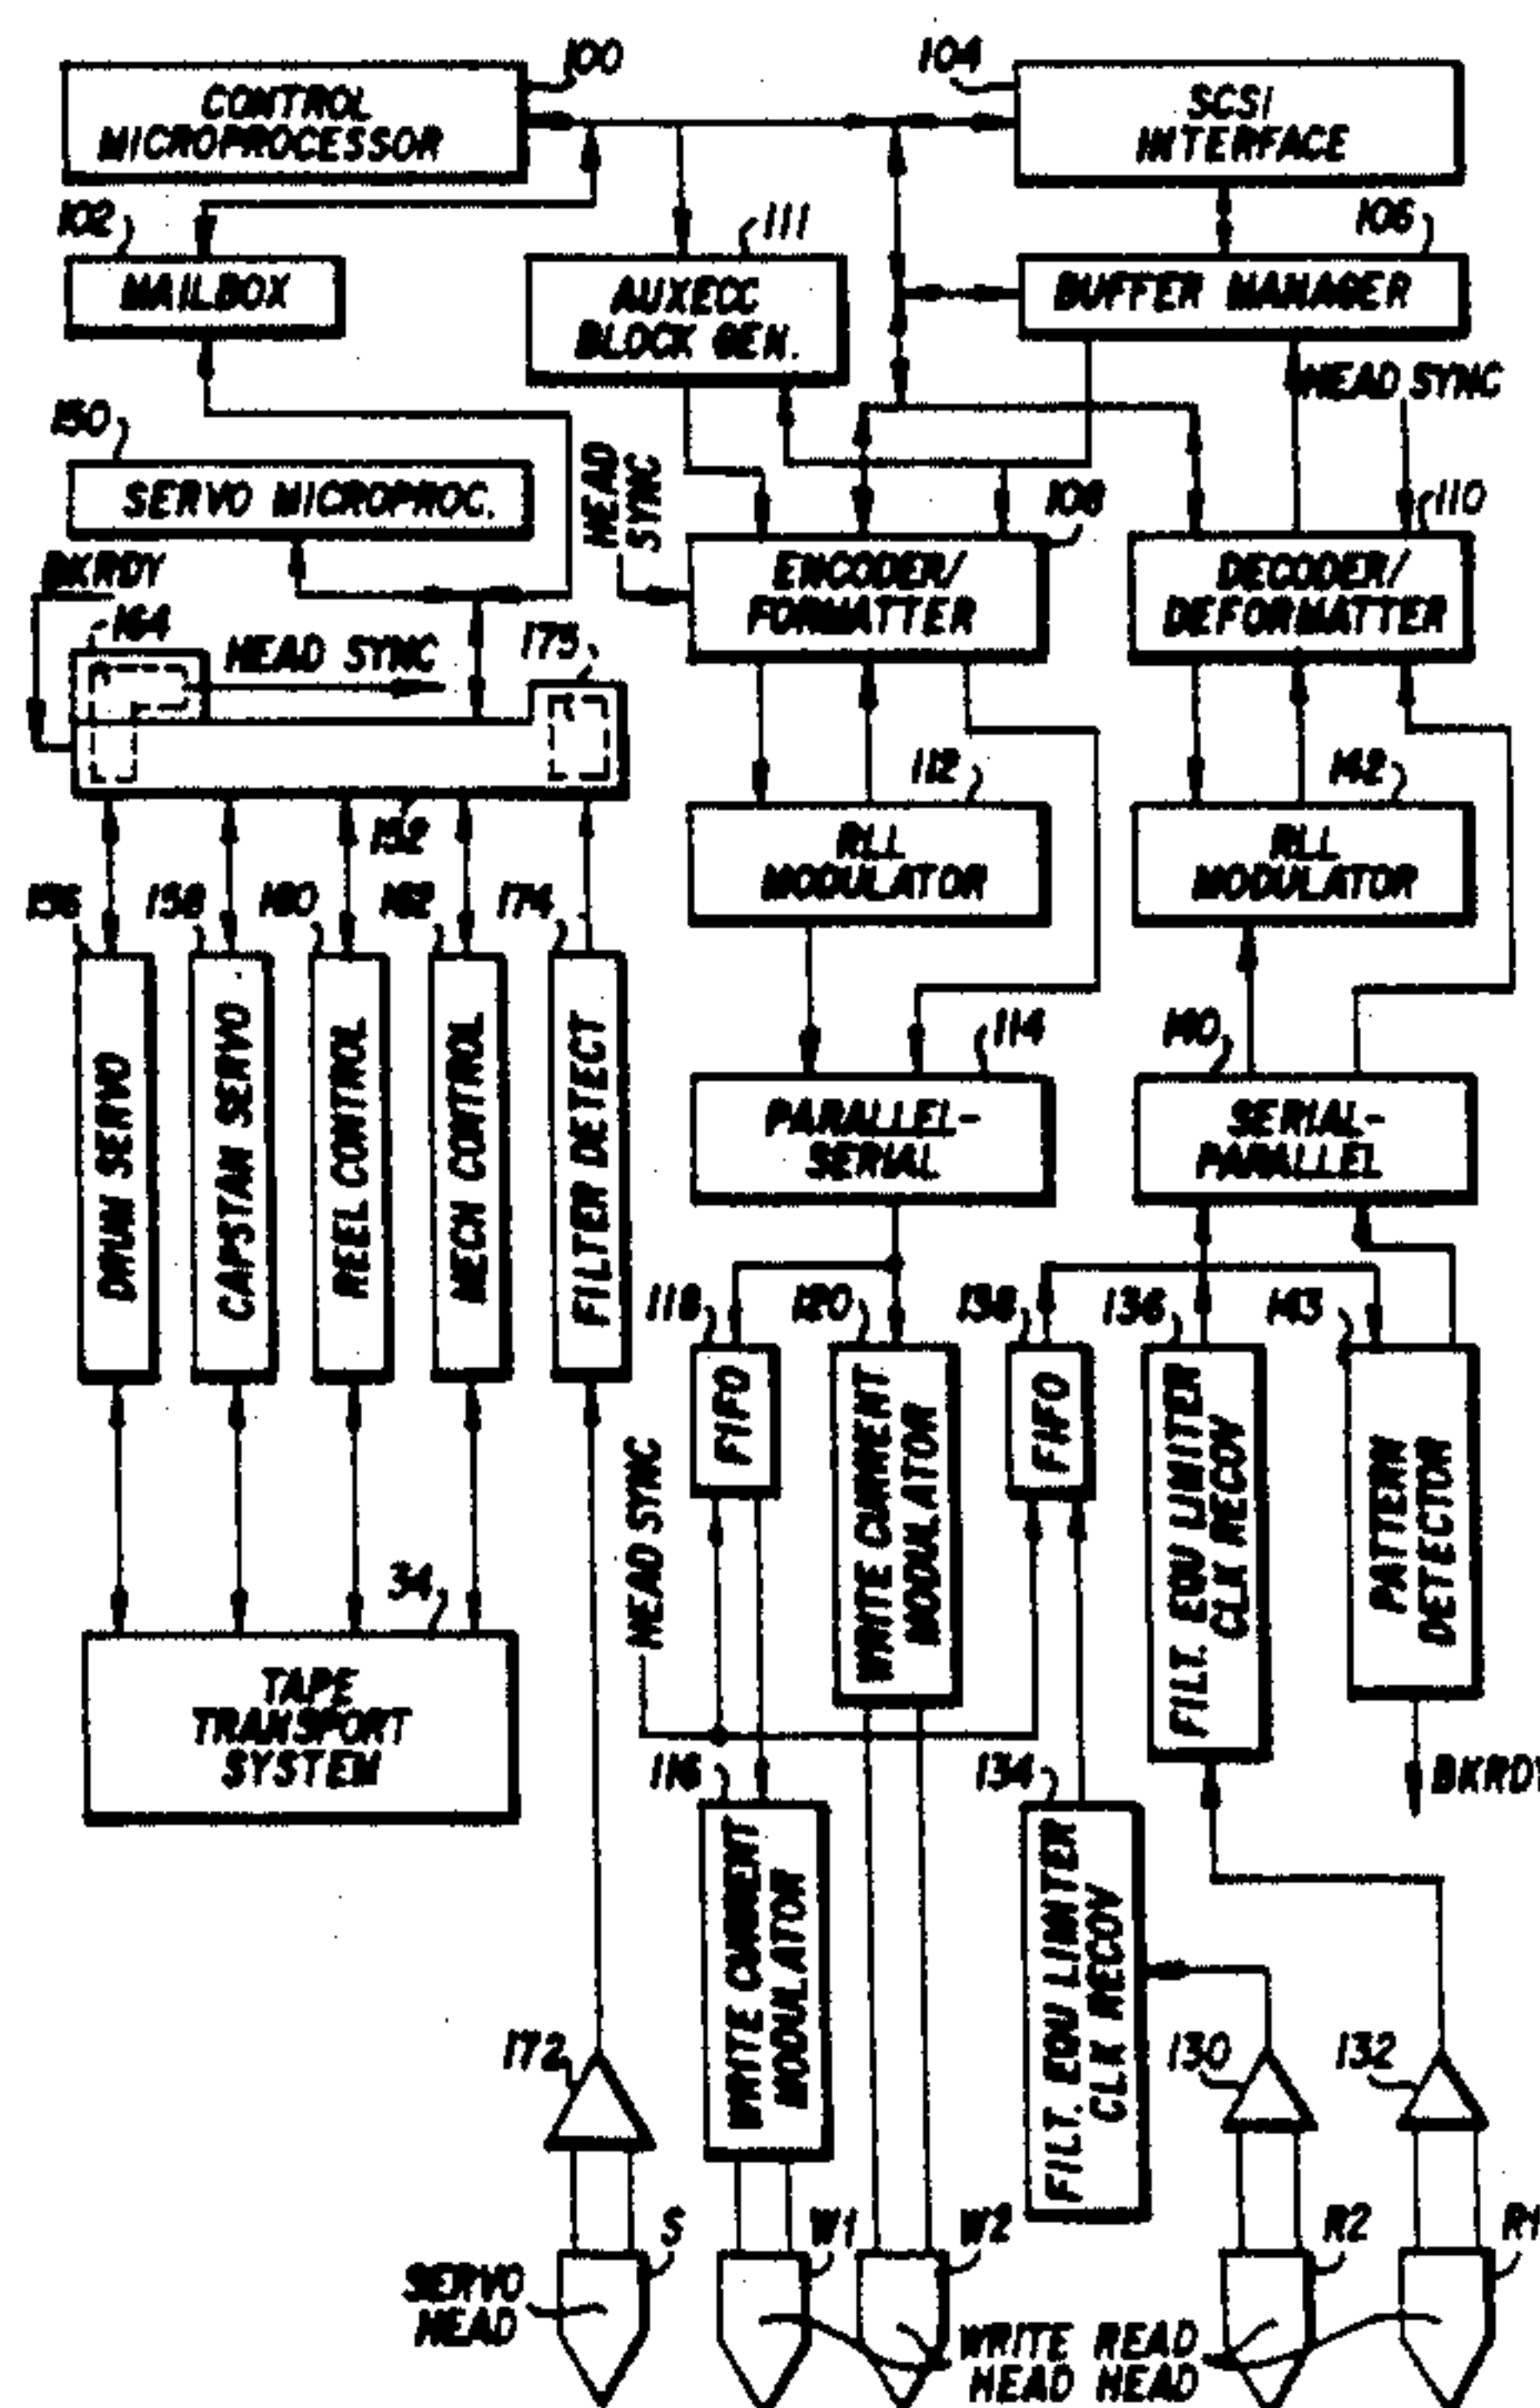 100
104
CONTROL
MICROPROCESSOR
SCSI
INTERFACE
102
111
106
MAILBOX
AUXECC
BLOCK GEN.
BUFFER MANAGER
HEAD SYNC
150
SERVO MICROPROC.
HEAD
SYNC
108
110
BKRDY
ENCODER/
FORMATTER
DECODER/
DEFORMATTER
164
HEAD SYNC
175
112
142
152
RLL
MODULATOR
RLL
MODULATOR
156
158
160
162
174
DRUM SERVO
CAPSTAN SERVO
REEL CONTROL
MECH CONTROL
FILTER DETECT
114
140
PARALLEL-
SERIAL
SERIAL-
PARALLEL
118
120
138
136
143
FIFO
WRITE CURRENT
MODULATOR
FIFO
FILT. EQU LIMITER
CLK RECOV
PATTERN
DETECTOR
HEAD SYNC
34
TAPE
TRANSPORT
SYSTEM
116
134
BKRDY
WRITE CURRENT
MODULATOR
FILT. EQU LIMITER
CLK RECOV
172
130
132
S
W1
W2
R2
R1
SERVO
HEAD
WRITE READ
HEAD HEAD